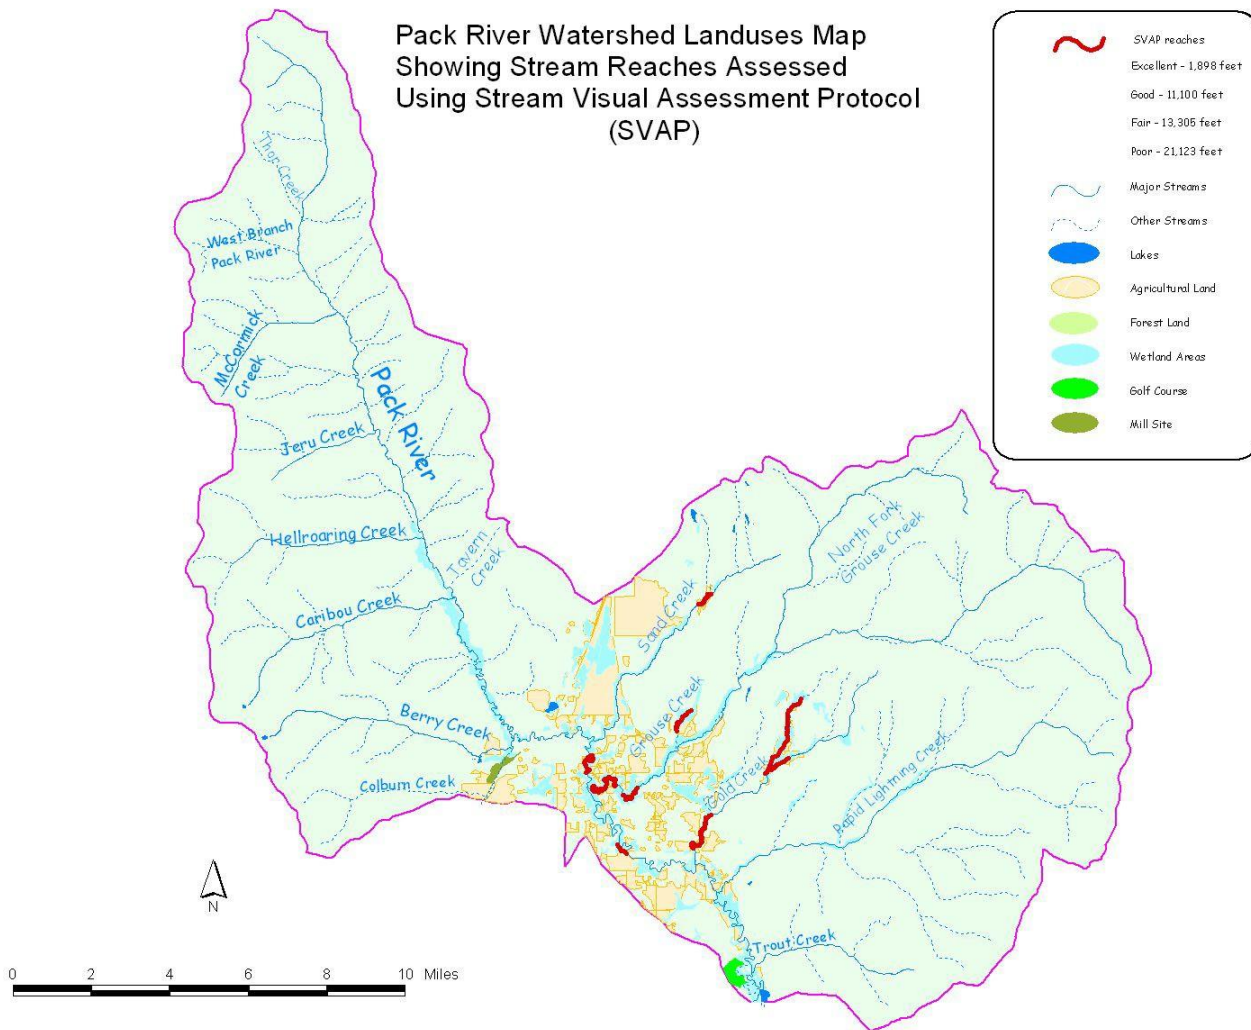 Pack River Watershed Landuses Map
Showing Stream Reaches Assessed
Using Stream Visual Assessment Protocol
(SVAP)
SVAP reaches
Excellent - 1,898 feet
Good - 11,100 feet
Fair - 13,305 feet
Poor - 21,123 feet
Major Streams
Other Streams
Lakes
Agricultural Land
Forest Land
Wetland Areas
Golf Course
Mill Site
Thor Creek
West Branch
Pack River
McCormick
Creek
Pack River
Jeru Creek
Hellroaring Creek
Tavern
Creek
North Fork
Grouse Creek
Caribou Creek
Sand Creek
Berry Creek
Grouse Creek
Colburn Creek
Gold Creek
Rapid Lightning Creek
Trout Creek
N
0 2 4 6 8 10 Miles